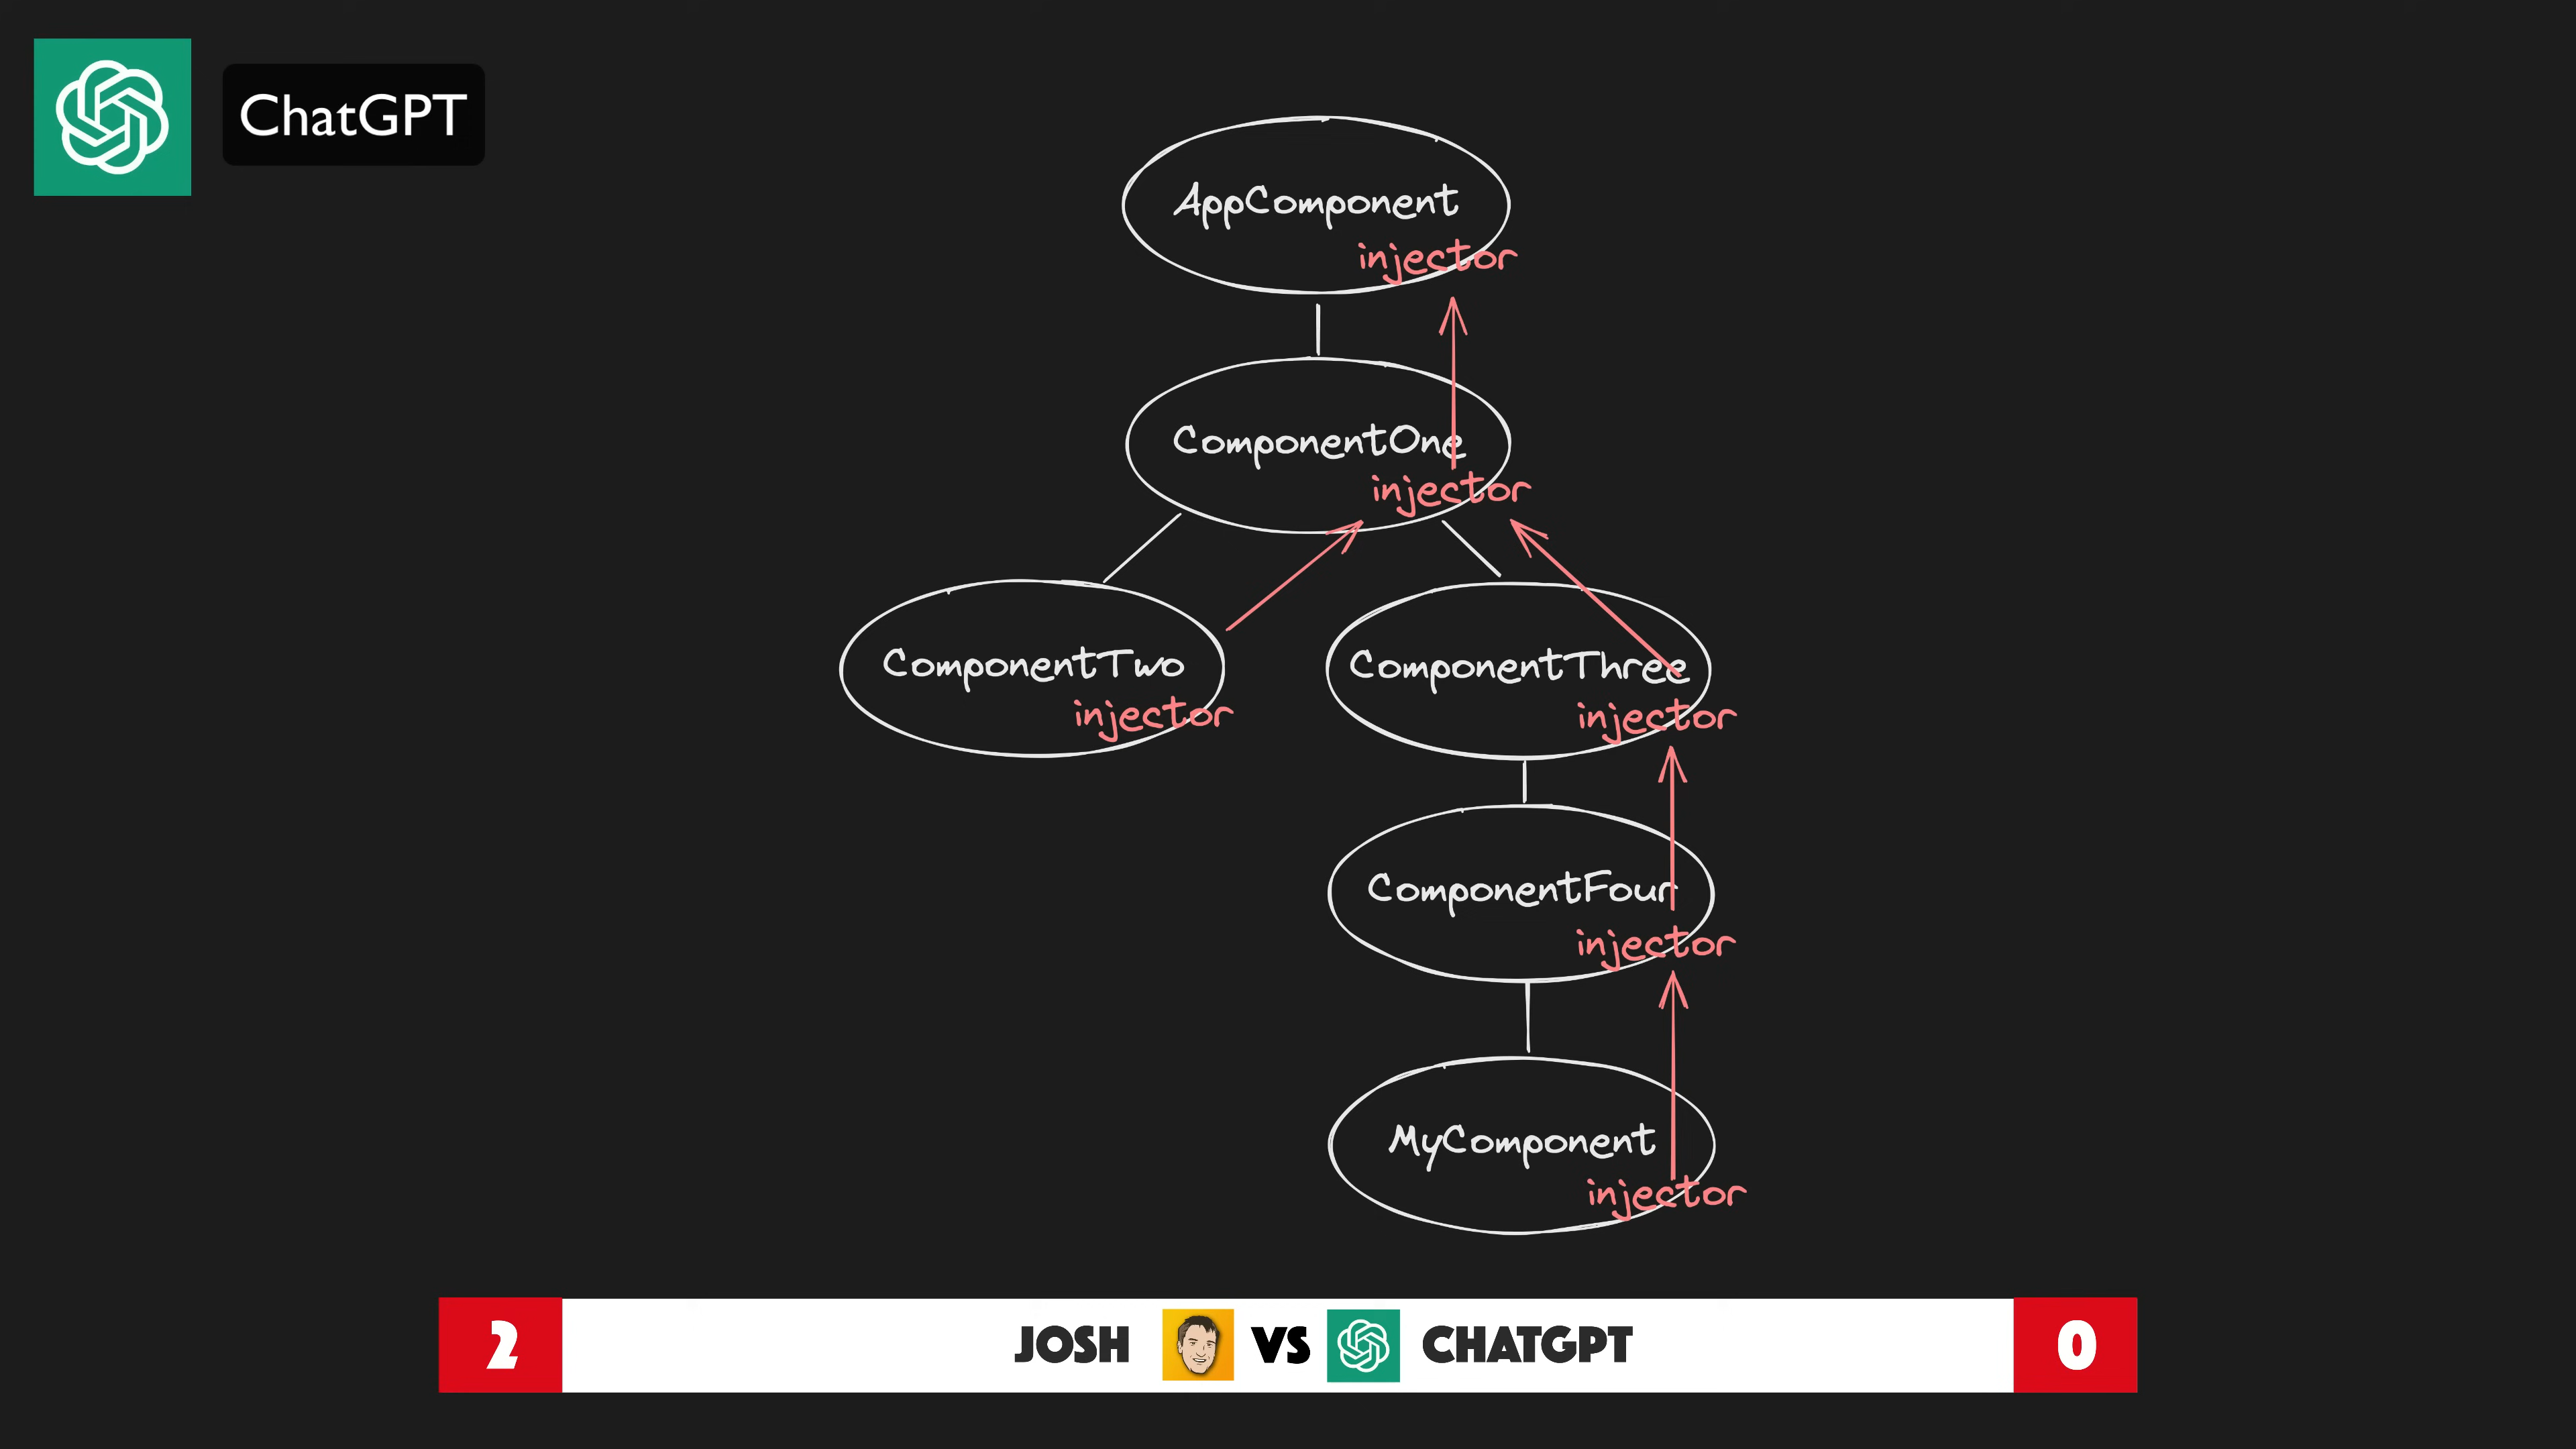 ChatGPT
AppComponent
injector
ComponentOne
injector
ComponentTwo
injector
ComponentThree
injector
ComponentFour
injector
MyComponent
injector
2
JOSH VS CHATGPT
0